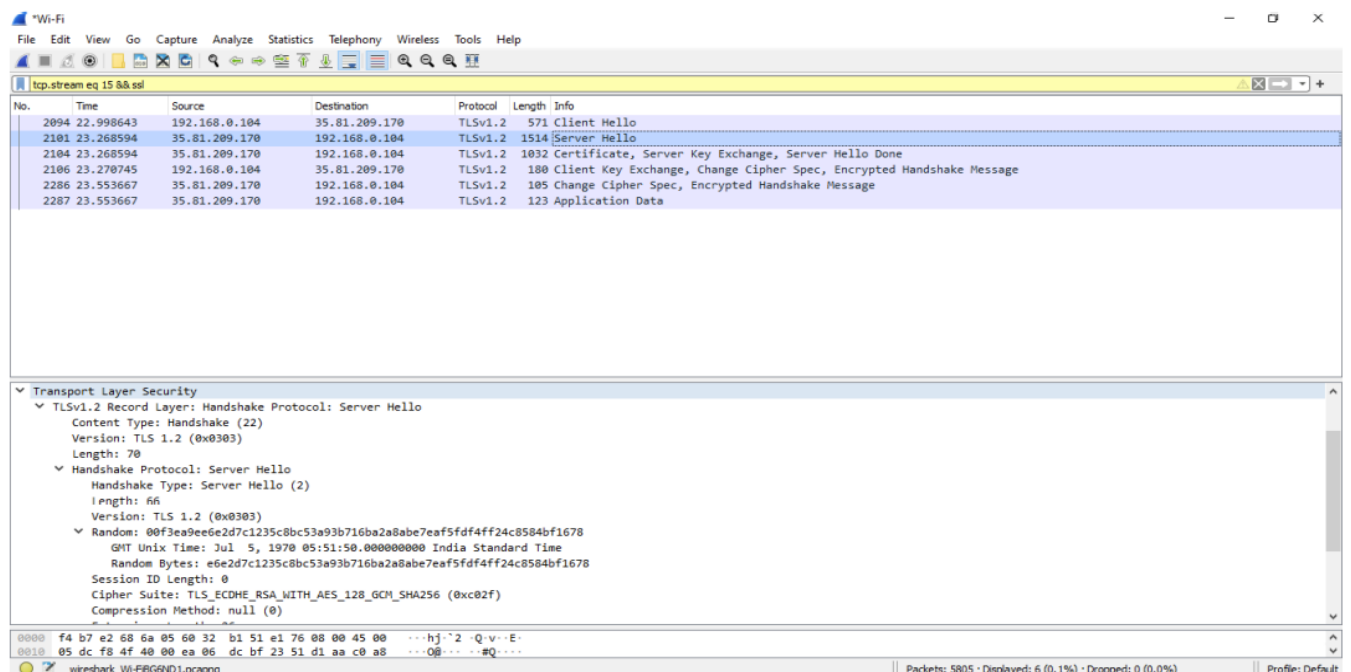 *Wi-Fi
File Edit View Go Capture Analyze Statistics Telephony Wireless Tools Help
tcp.stream eq 15 && ssl
No. Time Source Destination Protocol Length Info
2094 22.998643 192.168.0.104 35.81.209.170 TLSv1.2 571 Client Hello
2101 23.268594 35.81.209.170 192.168.0.104 TLSv1.2 1514 Server Hello
2104 23.268594 35.81.209.170 192.168.0.104 TLSv1.2 1032 Certificate, Server Key Exchange, Server Hello Done
2106 23.270745 192.168.0.104 35.81.209.170 TLSv1.2 180 Client Key Exchange, Change Cipher Spec, Encrypted Handshake Message
2286 23.553667 35.81.209.170 192.168.0.104 TLSv1.2 105 Change Cipher Spec, Encrypted Handshake Message
2287 23.553667 35.81.209.170 192.168.0.104 TLSv1.2 123 Application Data
Transport Layer Security
TLSv1.2 Record Layer: Handshake Protocol: Server Hello
Content Type: Handshake (22)
Version: TLS 1.2 (0x0303)
Length: 70
Handshake Protocol: Server Hello
Handshake Type: Server Hello (2)
Length: 66
Version: TLS 1.2 (0x0303)
Random: 00f3ea9ee6e2d7c1235c8bc53a93b716ba2a8abe7eaf5fdf4ff24c8584bf1678
GMT Unix Time: Jul 5, 1970 05:51:50.000000000 India Standard Time
Random Bytes: e6e2d7c1235c8bc53a93b716ba2a8abe7eaf5fdf4ff24c8584bf1678
Session ID Length: 0
Cipher Suite: TLS_ECDHE_RSA_WITH_AES_128_GCM_SHA256 (0xc02f)
Compression Method: null (0)
0000 f4 b7 e2 68 6a 05 60 32 b1 51 e1 76 08 00 45 00 ···hj·`2 ·Q·v··E·
0010 05 dc f8 4f 40 00 ea 06 dc bf 23 51 d1 aa c0 a8 ···O@··· ··#Q····
wireshark_Wi-FiBG6ND1.pcapng Packets: 5805 · Displayed: 6 (0.1%) · Dropped: 0 (0.0%) Profile: Default